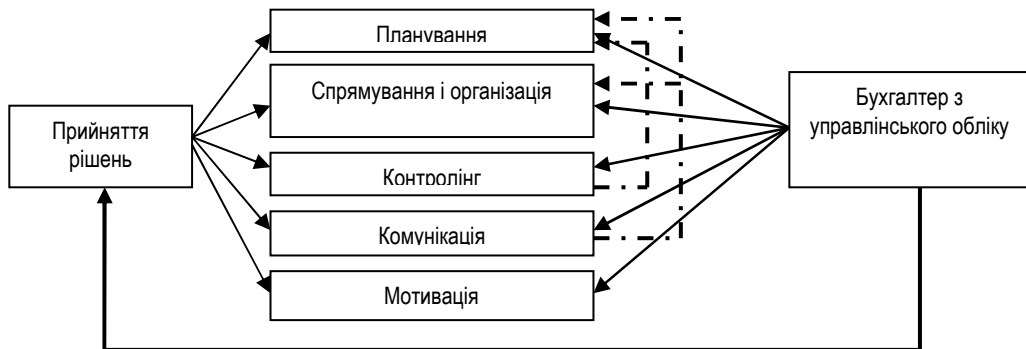 Прийняття
рішень
Планування
Спрямування і організація
Контролінг
Комунікація
Мотивація
Бухгалтер з
управлінського обліку